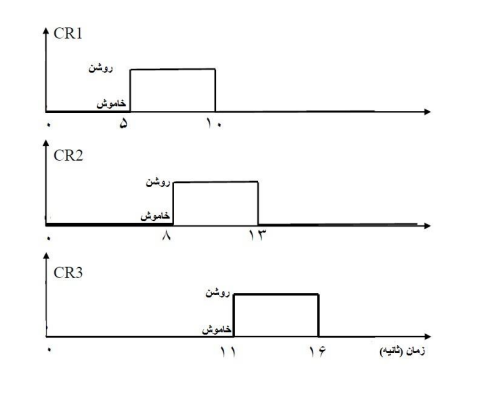 CR1
روشن
خاموش
۰ ۵ ۱۰
CR2
روشن
خاموش
۰ ۸ ۱۳
CR3
روشن
خاموش
۰ ۱۱ ۱۶ زمان (ثانیه)